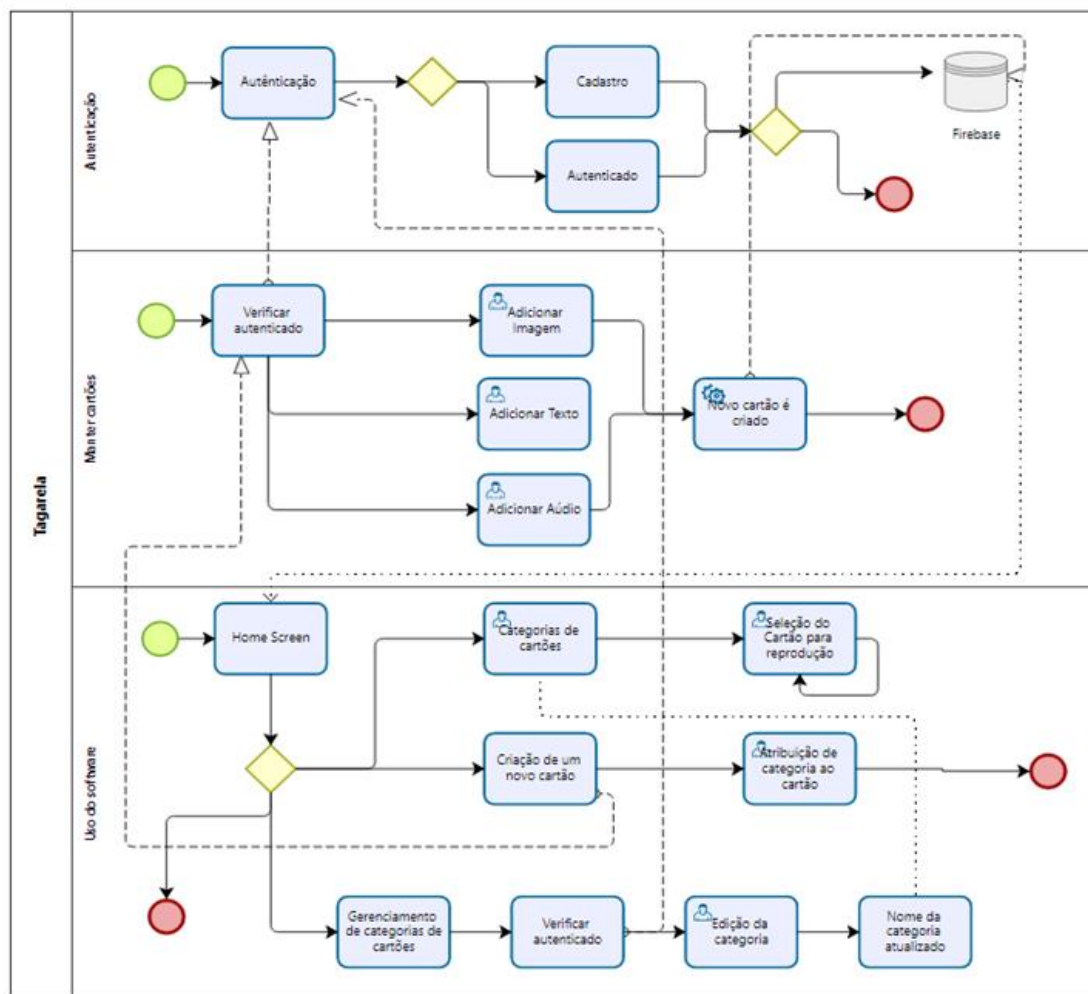 Tagarela
Autenticação
Autênticação
Cadastro
Autenticado
Firebase
Manter cartões
Verificar
autenticado
Adicionar
Imagem
Adicionar Texto
Adicionar Aúdio
Novo cartão é
criado
Uso do software
Home Screen
Categorias de
cartões
Seleção do
Cartão para
reprodução
Criação de um
novo cartão
Atribuição de
categoria ao
cartão
Gerenciamento
de categorias de
cartões
Verificar
autenticado
Edição da
categoria
Nome da
categoria
atualizado